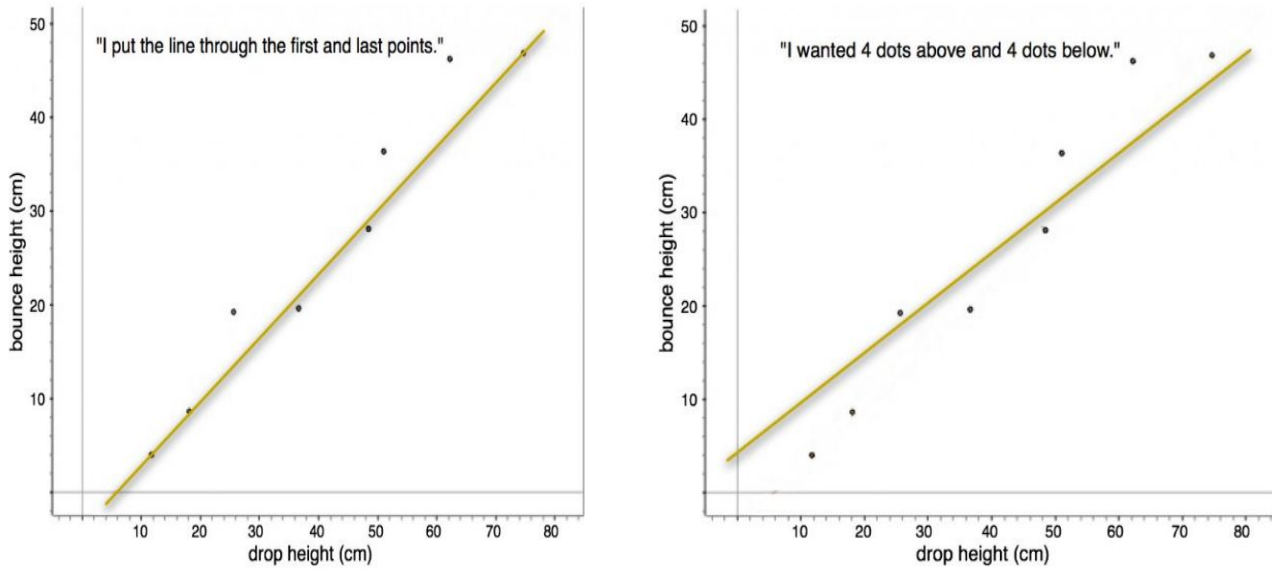 "I put the line through the first and last points."
50
40
30
20
10
bounce height (cm)
10 20 30 40 50 60 70 80
drop height (cm)
"I wanted 4 dots above and 4 dots below."
50
40
30
20
10
bounce height (cm)
10 20 30 40 50 60 70 80
drop height (cm)